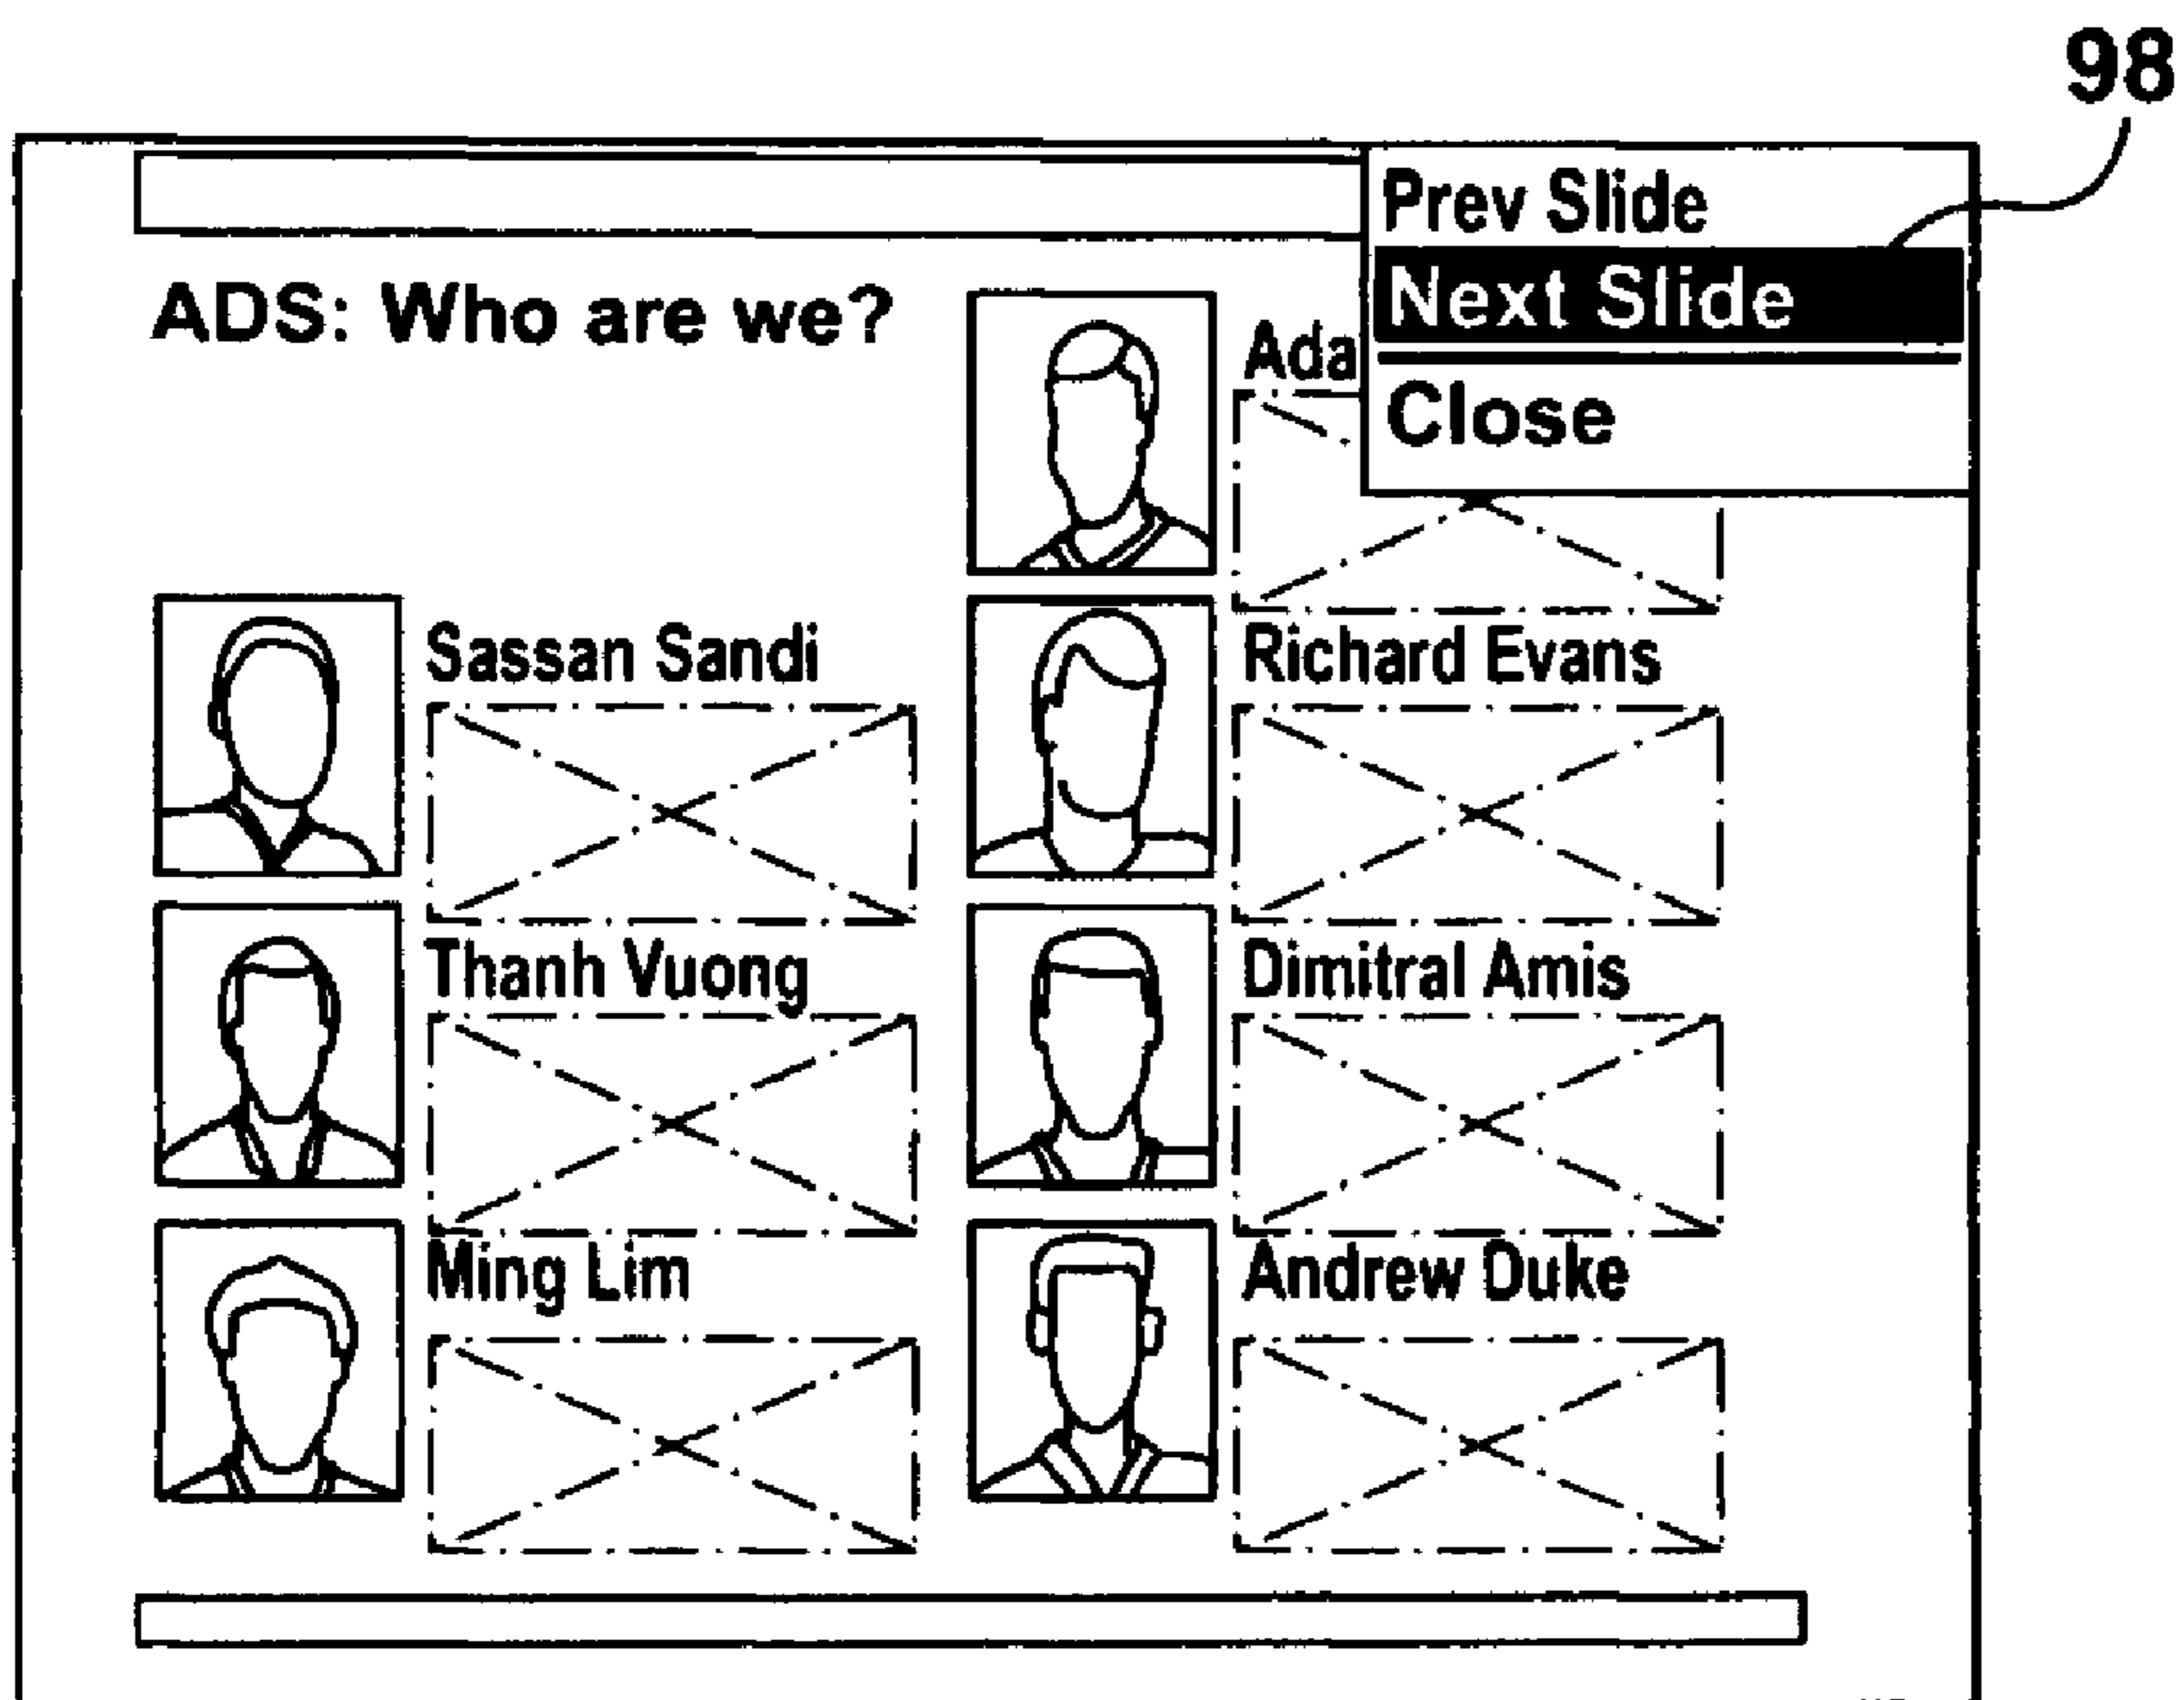 98
Prev Slide
Next Slide
Close
ADS: Who are we?
Ada
Sassan Sandi
Richard Evans
Thanh Vuong
Dimitral Amis
Ming Lim
Andrew Duke